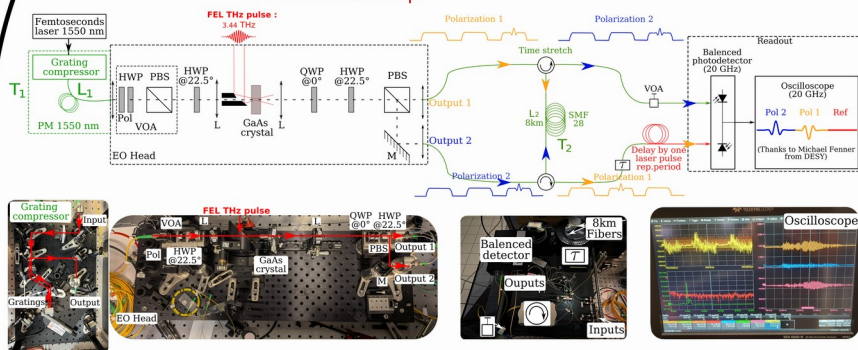 FEL THz pulse :
3.44 THz
Femtoseconds
laser 1550 nm
Grating
compressor
T1
L1
PM 1550 nm
HWP
Pol
PBS
VOA
HWP
@22.5°
L
GaAs
crystal
L
QWP
@0°
HWP
@22.5°
PBS
M
EO Head
Output 1
Output 2
Polarization 1
Polarization 2
Time stretch
L2
8km
SMF
28
T2
VOA
Delay by one
laser pulse
rep.period
τ
Polarization 2
Polarization 1
Readout
Balenced
photodetector
(20 GHz)
Oscilloscope
(20 GHz)
Pol 2
Pol 1
Ref
(Thanks to Michael Fenner
from DESY)
Grating
compressor
Input
Gratings
Output
FEL THz pulse
VOA
L
L
QWP
@0°
HWP
@22.5°
Pol
HWP
@22.5°
GaAs
crystal
PBS
Output 1
Output 2
M
EO Head
8km
Fibers
Balenced
detector
τ
Ouputs
Inputs
Oscilloscope